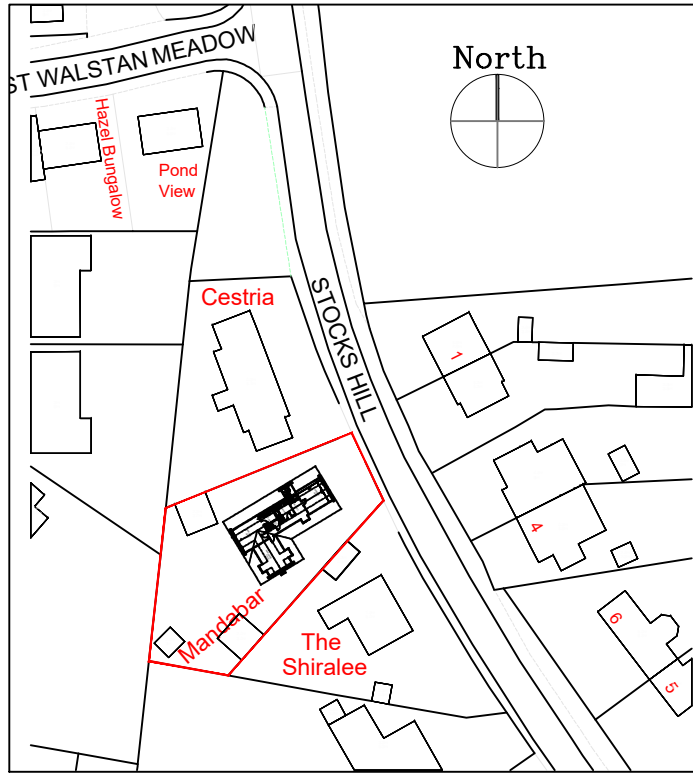 ST WALSTAN MEADOW
North
Hazel Bungalow
Pond
View
Cestria
STOCKS HILL
1
4
Mandabar
The
Shiralee
6
5